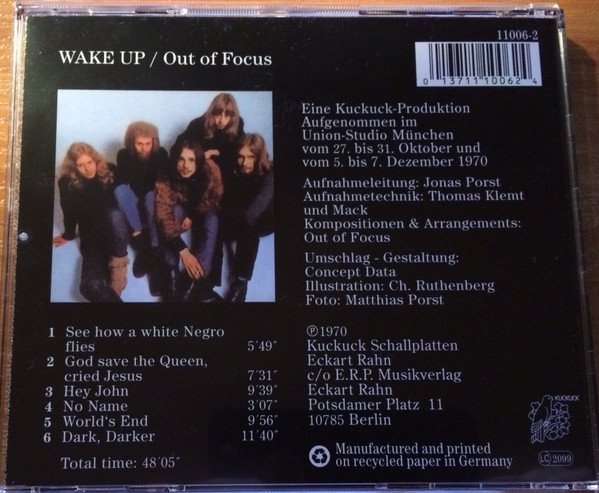 WAKE UP / Out of Focus
11006-2
0 13711 10062 4
Eine Kuckuck-Produktion
Aufgenommen im
Union-Studio München
vom 27. bis 31. Oktober und
vom 5. bis 7. Dezember 1970
Aufnahmeleitung: Jonas Porst
Aufnahmetechnik: Thomas Klemt
und Mack
Kompositionen & Arrangements:
Out of Focus
Umschlag - Gestaltung:
Concept Data
Illustration: Ch. Ruthenberg
Foto: Matthias Porst
1 See how a white Negro
flies 5'49"
2 God save the Queen,
cried Jesus 7'31"
3 Hey John 9'39"
4 No Name 3'07"
5 World's End 9'56"
6 Dark, Darker 11'40"
Total time: 48'05"
℗1970
Kuckuck Schallplatten
Eckart Rahn
c/o E.R.P. Musikverlag
Eckart Rahn
Potsdamer Platz 11
10785 Berlin
KUCKUCK
Manufactured and printed
on recycled paper in Germany
LC 2099